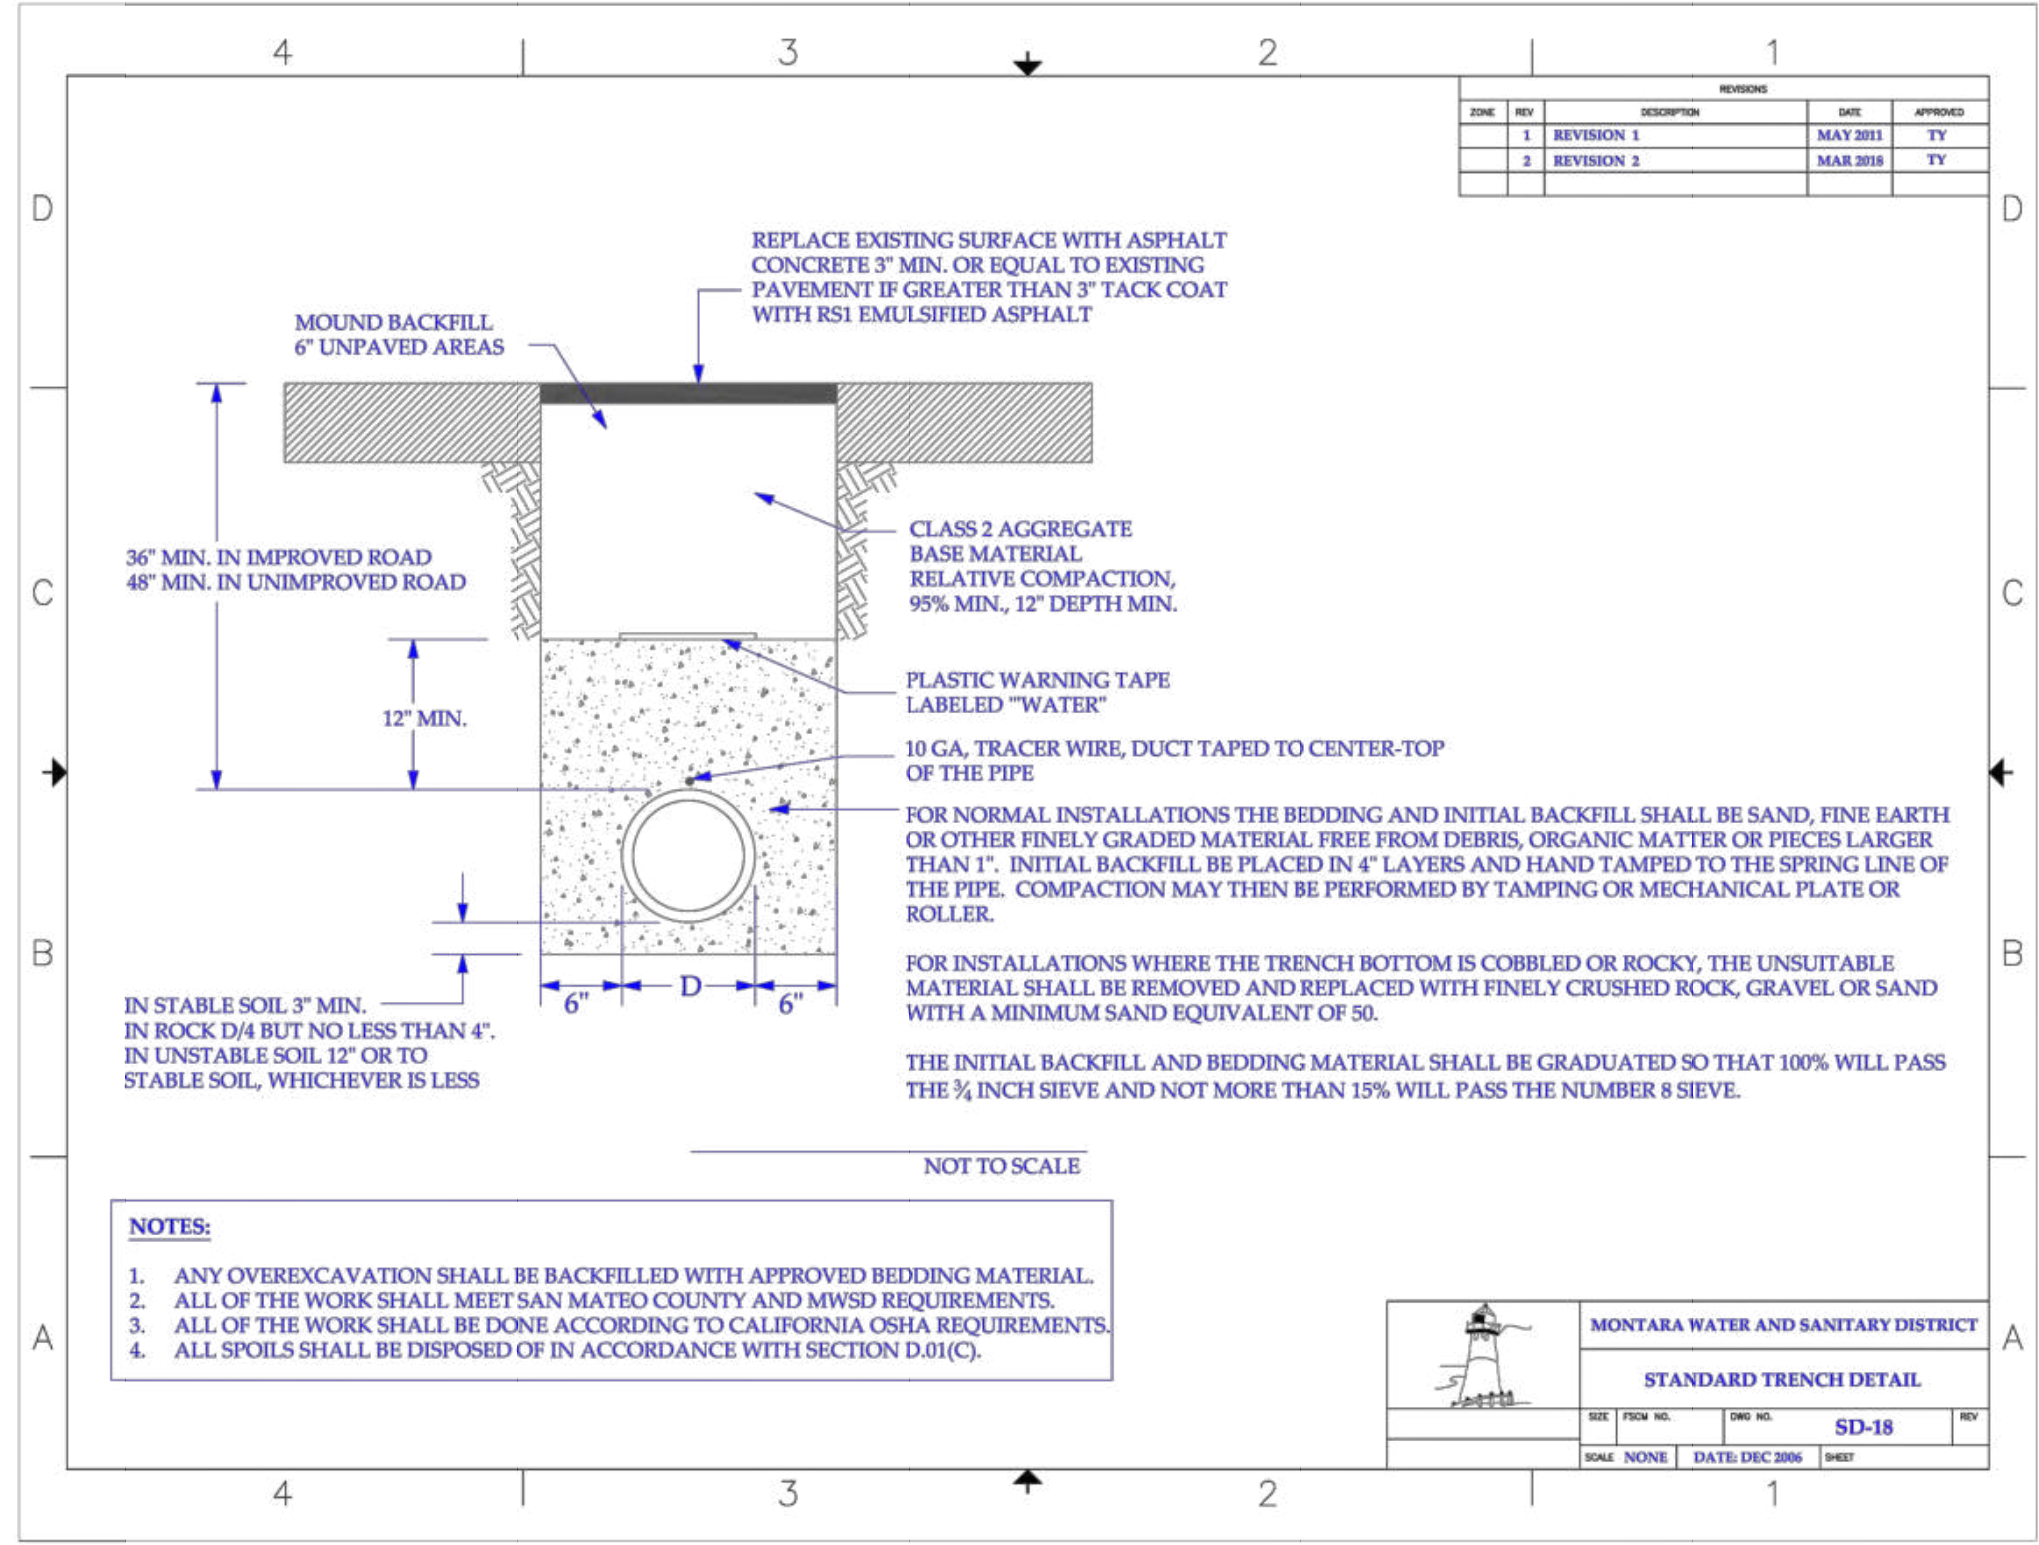 4 3 2 1
REVISIONS
ZONE REV DESCRIPTION DATE APPROVED
1 REVISION 1 MAY 2011 TY
2 REVISION 2 MAR 2018 TY
D D
REPLACE EXISTING SURFACE WITH ASPHALT
CONCRETE 3" MIN. OR EQUAL TO EXISTING
PAVEMENT IF GREATER THAN 3" TACK COAT
WITH RS1 EMULSIFIED ASPHALT
MOUND BACKFILL
6" UNPAVED AREAS
36" MIN. IN IMPROVED ROAD
48" MIN. IN UNIMPROVED ROAD
CLASS 2 AGGREGATE
BASE MATERIAL
RELATIVE COMPACTION,
95% MIN., 12" DEPTH MIN.
C C
12" MIN.
PLASTIC WARNING TAPE
LABELED '"WATER"
10 GA, TRACER WIRE, DUCT TAPED TO CENTER-TOP
OF THE PIPE
FOR NORMAL INSTALLATIONS THE BEDDING AND INITIAL BACKFILL SHALL BE SAND, FINE EARTH
OR OTHER FINELY GRADED MATERIAL FREE FROM DEBRIS, ORGANIC MATTER OR PIECES LARGER
THAN 1". INITIAL BACKFILL BE PLACED IN 4" LAYERS AND HAND TAMPED TO THE SPRING LINE OF
THE PIPE. COMPACTION MAY THEN BE PERFORMED BY TAMPING OR MECHANICAL PLATE OR
ROLLER.
B B
FOR INSTALLATIONS WHERE THE TRENCH BOTTOM IS COBBLED OR ROCKY, THE UNSUITABLE
MATERIAL SHALL BE REMOVED AND REPLACED WITH FINELY CRUSHED ROCK, GRAVEL OR SAND
WITH A MINIMUM SAND EQUIVALENT OF 50.
6" D 6"
IN STABLE SOIL 3" MIN.
IN ROCK D/4 BUT NO LESS THAN 4".
IN UNSTABLE SOIL 12" OR TO
STABLE SOIL, WHICHEVER IS LESS
THE INITIAL BACKFILL AND BEDDING MATERIAL SHALL BE GRADUATED SO THAT 100% WILL PASS
THE ¾ INCH SIEVE AND NOT MORE THAN 15% WILL PASS THE NUMBER 8 SIEVE.
NOT TO SCALE
NOTES:
1. ANY OVEREXCAVATION SHALL BE BACKFILLED WITH APPROVED BEDDING MATERIAL.
2. ALL OF THE WORK SHALL MEET SAN MATEO COUNTY AND MWSD REQUIREMENTS.
3. ALL OF THE WORK SHALL BE DONE ACCORDING TO CALIFORNIA OSHA REQUIREMENTS.
4. ALL SPOILS SHALL BE DISPOSED OF IN ACCORDANCE WITH SECTION D.01(C).
A A
MONTARA WATER AND SANITARY DISTRICT
STANDARD TRENCH DETAIL
SIZE FSCM NO. DWG NO. SD-18 REV
SCALE NONE DATE: DEC 2006 SHEET
4 3 2 1